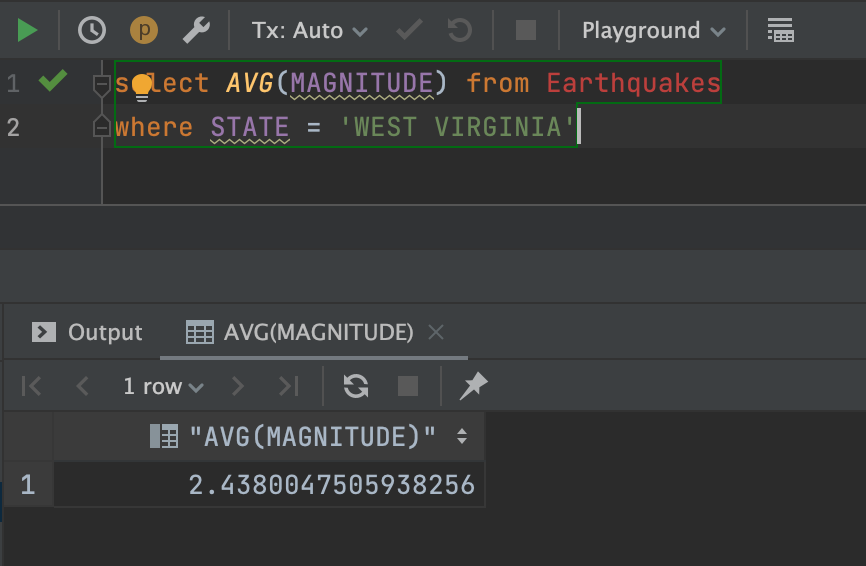 p Tx: Auto Playground
1 select AVG(MAGNITUDE) from Earthquakes
2 where STATE = 'WEST VIRGINIA'
Output AVG(MAGNITUDE)
1 row
"AVG(MAGNITUDE)"
1 2.4380047505938256